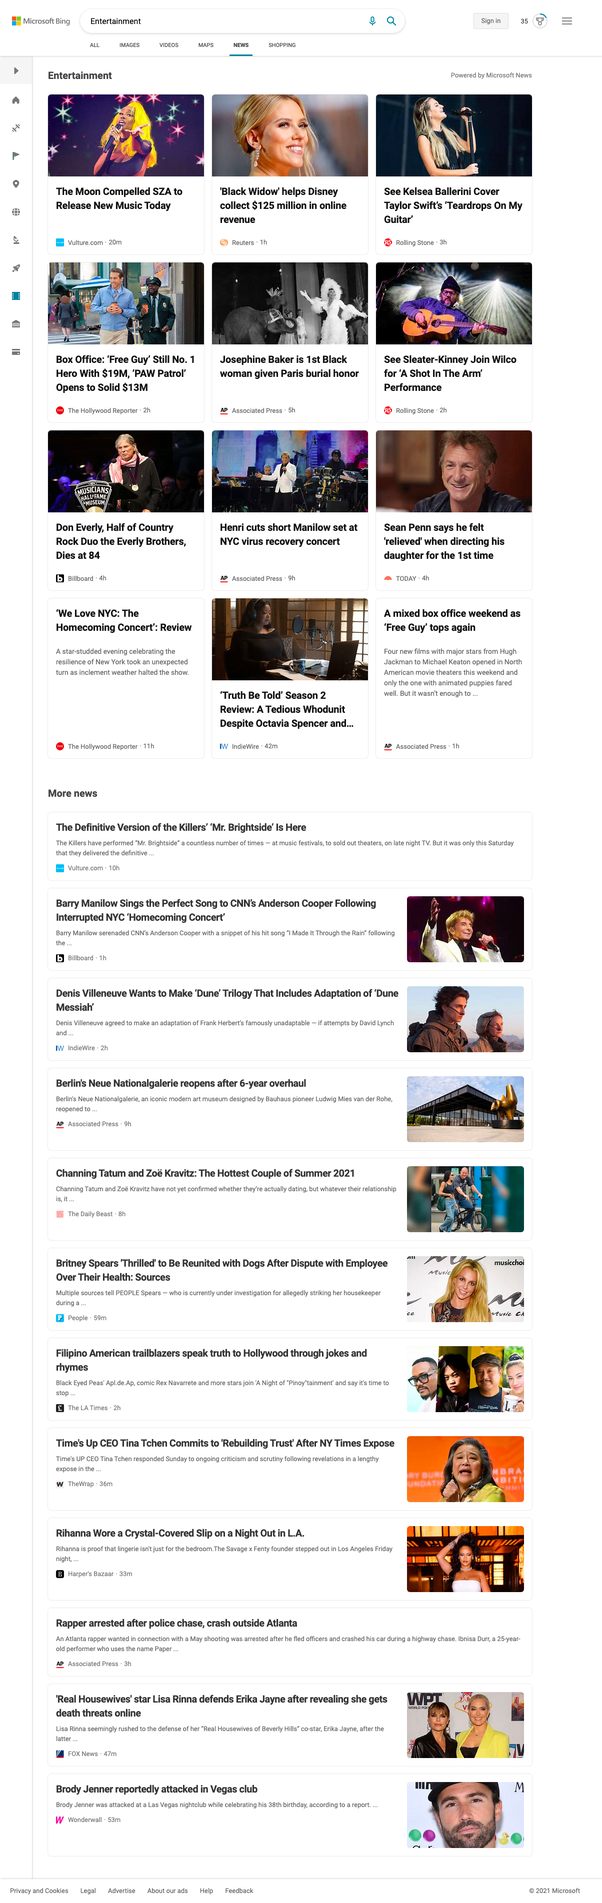 Microsoft Bing
Entertainment
Sign in
35
ALL
IMAGES
VIDEOS
MAPS
NEWS
SHOPPING
Entertainment
Powered by Microsoft News
The Moon Compelled SZA to
Release New Music Today
Vulture.com · 20m
'Black Widow' helps Disney
collect $125 million in online
revenue
Reuters · 1h
See Kelsea Ballerini Cover
Taylor Swift's 'Teardrops On My
Guitar'
Rolling Stone · 3h
Box Office: ‘Free Guy’ Still No. 1
Hero With $19M, ‘PAW Patrol’
Opens to Solid $13M
The Hollywood Reporter · 2h
Josephine Baker is 1st Black
woman given Paris burial honor
AP
Associated Press · 5h
See Sleater-Kinney Join Wilco
for ‘A Shot In The Arm’
Performance
Rolling Stone · 2h
MUSICIANS
HALL OF FAME
MUSEUM
Don Everly, Half of Country
Rock Duo the Everly Brothers,
Dies at 84
Billboard · 4h
Henri cuts short Manilow set at
NYC virus recovery concert
AP
Associated Press · 9h
Sean Penn says he felt
'relieved' when directing his
daughter for the 1st time
TODAY · 4h
‘We Love NYC: The
Homecoming Concert’: Review
A star-studded evening celebrating the
resilience of New York took an unexpected
turn as inclement weather halted the show.
The Hollywood Reporter · 11h
‘Truth Be Told’ Season 2
Review: A Tedious Whodunit
Despite Octavia Spencer and...
IW
IndieWire · 42m
A mixed box office weekend as
‘Free Guy’ tops again
Four new films with major stars from Hugh
Jackman to Michael Keaton opened in North
American movie theaters this weekend and
only the one with animated puppies fared
well. But it wasn’t enough to ...
AP
Associated Press · 1h
More news
The Definitive Version of the Killers’ ‘Mr. Brightside’ Is Here
The Killers have performed “Mr. Brightside” a countless number of times — at music festivals, to sold out theaters, on late night TV. But it was only this Saturday
that they delivered the definitive ...
Vulture.com · 10h
Barry Manilow Sings the Perfect Song to CNN’s Anderson Cooper Following
Interrupted NYC ‘Homecoming Concert’
Barry Manilow serenaded CNN’s Anderson Cooper with a snippet of his hit song “I Made It Through the Rain” following
the ...
Billboard · 1h
Denis Villeneuve Wants to Make ‘Dune’ Trilogy That Includes Adaptation of ‘Dune
Messiah’
Denis Villeneuve agreed to make an adaptation of Frank Herbert’s famously unadaptable — if attempts by David Lynch
and ...
IW
IndieWire · 2h
Berlin's Neue Nationalgalerie reopens after 6-year overhaul
Berlin’s Neue Nationalgalerie, an iconic modern art museum designed by Bauhaus pioneer Ludwig Mies van der Rohe,
reopened to ...
AP
Associated Press · 9h
Channing Tatum and Zoë Kravitz: The Hottest Couple of Summer 2021
Channing Tatum and Zoë Kravitz have not yet confirmed whether they’re actually dating, but whatever their relationship
is, it ...
The Daily Beast · 8h
Britney Spears 'Thrilled' to Be Reunited with Dogs After Dispute with Employee
Over Their Health: Sources
Multiple sources tell PEOPLE Spears — who is currently under investigation for allegedly striking her housekeeper
during a ...
People · 59m
musicchoi
Filipino American trailblazers speak truth to Hollywood through jokes and
rhymes
Black Eyed Peas' Apl.de.Ap, comic Rex Navarrete and more stars join 'A Night of "Pinoy"tainment' and say it's time to
stop ...
The LA Times · 2h
Time's Up CEO Tina Tchen Commits to 'Rebuilding Trust' After NY Times Expose
Time's UP CEO Tina Tchen responded Sunday to ongoing criticism and scrutiny following revelations in a lengthy
expose in the ...
TheWrap · 36m
Rihanna Wore a Crystal-Covered Slip on a Night Out in L.A.
Rihanna is proof that lingerie isn't just for the bedroom.The Savage x Fenty founder stepped out in Los Angeles Friday
night, ...
Harper's Bazaar · 33m
Rapper arrested after police chase, crash outside Atlanta
An Atlanta rapper wanted in connection with a May shooting was arrested after he fled officers and crashed his car during a highway chase. Ibnisa Durr, a 25-year-
old performer who uses the name Paper ...
AP
Associated Press · 3h
'Real Housewives' star Lisa Rinna defends Erika Jayne after revealing she gets
death threats online
Lisa Rinna seemingly rushed to the defense of her “Real Housewives of Beverly Hills” co-star, Erika Jayne, after the
latter ...
FOX News · 47m
WPT
Brody Jenner reportedly attacked in Vegas club
Brody Jenner was attacked at a Las Vegas nightclub while celebrating his 38th birthday, according to a report. ...
Wonderwall · 53m
Privacy and Cookies
Legal
Advertise
About our ads
Help
Feedback
© 2021 Microsoft